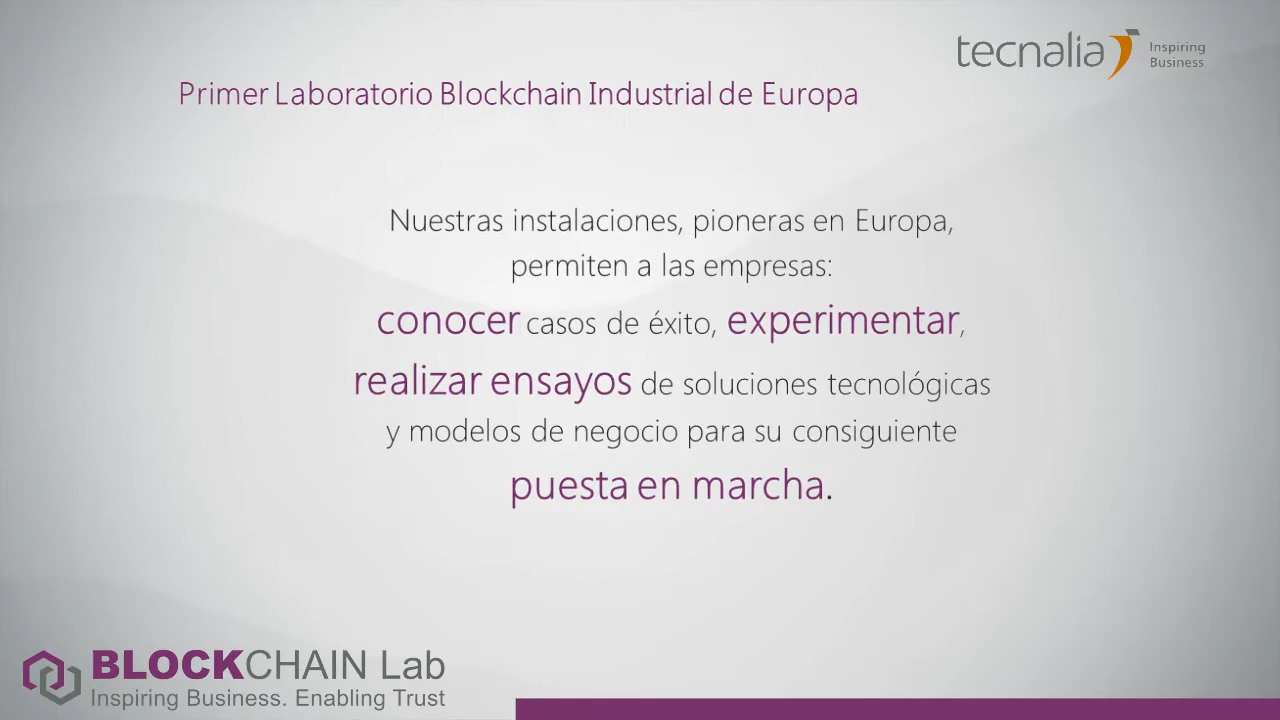 tecnalia Inspiring
Business
Primer Laboratorio Blockchain Industrial de Europa
Nuestras instalaciones, pioneras en Europa,
permiten a las empresas:
conocer casos de éxito, experimentar,
realizar ensayos de soluciones tecnológicas
y modelos de negocio para su consiguiente
puesta en marcha.
BLOCKCHAIN Lab
Inspiring Business. Enabling Trust